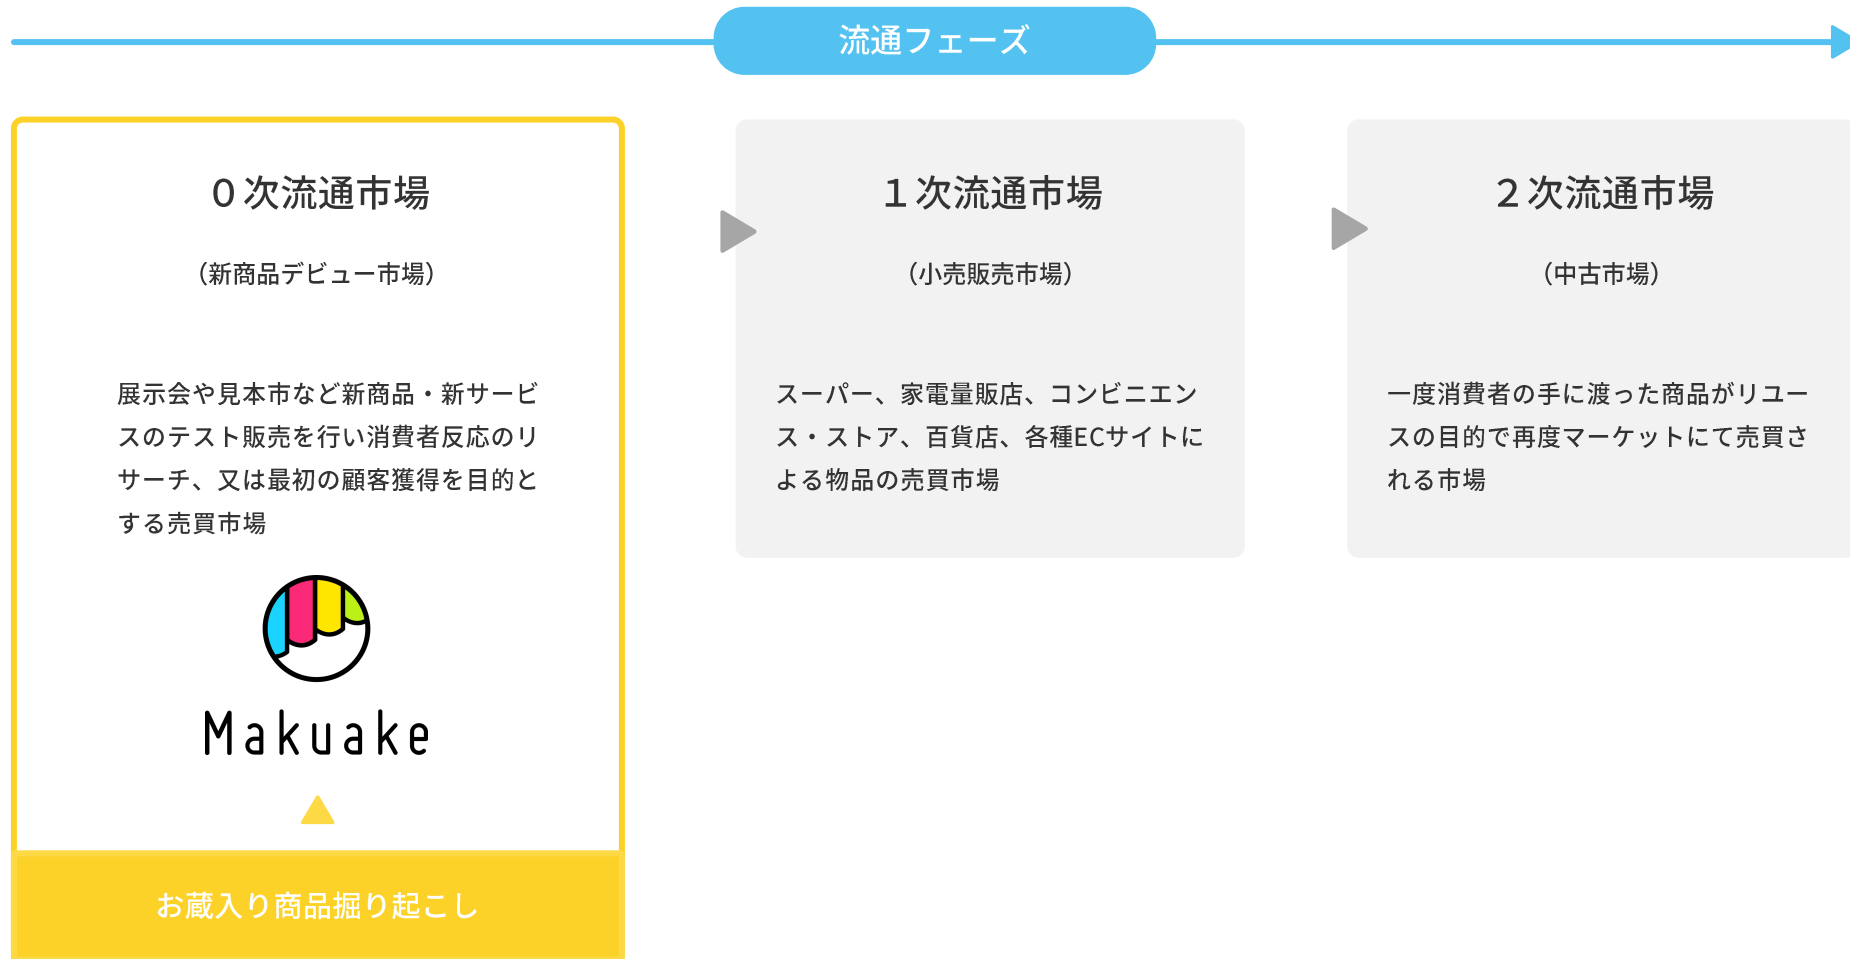 流通フェーズ
０次流通市場
（新商品デビュー市場）
展示会や見本市など新商品・新サービ
スのテスト販売を行い消費者反応のリ
サーチ、又は最初の顧客獲得を目的と
する売買市場
Makuake
お蔵入り商品掘り起こし
１次流通市場
（小売販売市場）
スーパー、家電量販店、コンビニエン
ス・ストア、百貨店、各種ECサイトに
よる物品の売買市場
２次流通市場
（中古市場）
一度消費者の手に渡った商品がリユー
スの目的で再度マーケットにて売買さ
れる市場